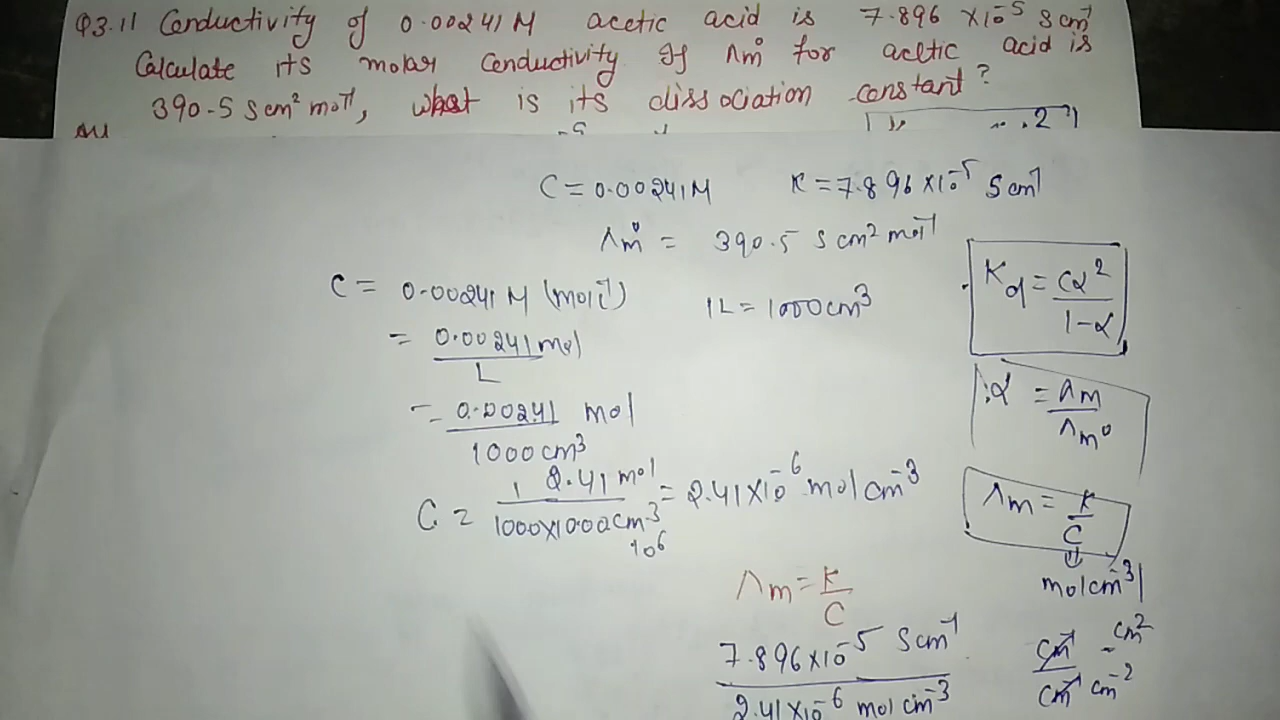 Q3.11 Conductivity of 0.00241 M acetic acid is 7.896 × 10⁻⁵ S cm⁻¹
Calculate its molar conductivity If Λm° for acetic acid is
390.5 S cm² mol⁻¹, what is its dissociation constant?
C = 0.00241 M K = 7.896 × 10⁻⁵ S cm⁻¹
Λm° = 390.5 S cm² mol⁻¹
C = 0.00241 M (mol L⁻¹) 1 L = 1000 cm³
= 0.00241 mol / L
= 0.00241 mol / 1000 cm³
C = 2.41 mol / 1000×1000 cm³ = 2.41 × 10⁻⁶ mol cm⁻³
10⁶
Kd = Cα² / 1-α
∴ α = Λm / Λm°
Λm = K / C
mol cm⁻³
Λm = K / C
7.896 × 10⁻⁵ S cm⁻¹ / 2.41 × 10⁻⁶ mol cm⁻³
cm⁻¹ / cm⁻¹ cm⁻² = cm²